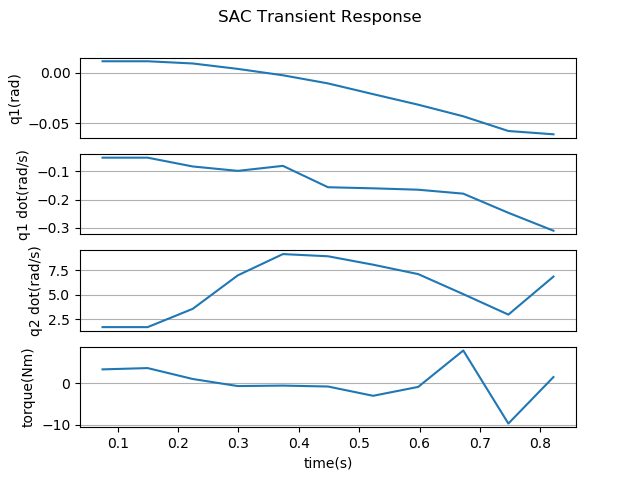 SAC Transient Response
q1(rad)
0.00
−0.05
q1 dot(rad/s)
−0.1
−0.2
−0.3
q2 dot(rad/s)
7.5
5.0
2.5
torque(Nm)
0
−10
0.1 0.2 0.3 0.4 0.5 0.6 0.7 0.8
time(s)